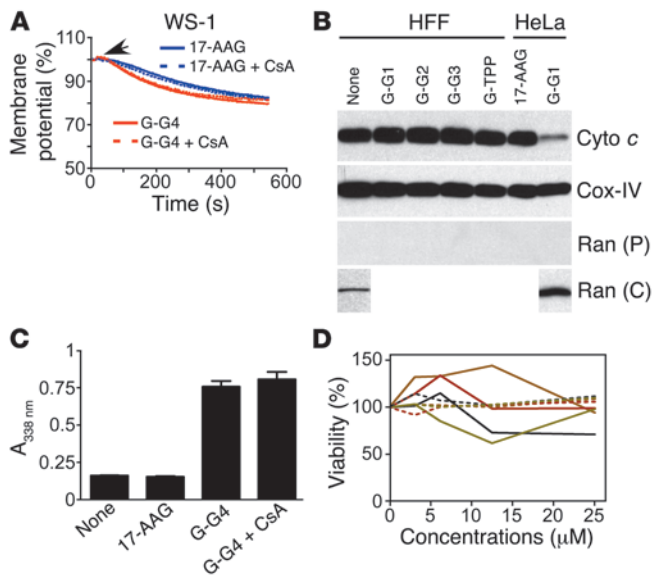 A
WS-1
110
90
70
50
Membrane
potential (%)
17-AAG
17-AAG + CsA
G-G4
G-G4 + CsA
0
200
400
600
Time (s)
B
HFF
HeLa
None
G-G1
G-G2
G-G3
G-TPP
17-AAG
G-G1
Cyto c
Cox-IV
Ran (P)
Ran (C)
C
1
0.75
0.5
0.25
0
A338 nm
None
17-AAG
G-G4
G-G4 + CsA
D
150
100
50
0
Viability (%)
0
5
10
15
20
25
Concentrations (μM)